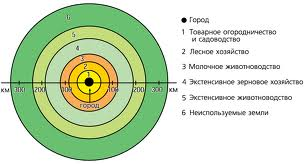 6
5
4
3
2
1
км 300 200 100 100 200 300 км
город
Город
1 Товарное огородничество
и садоводство
2 Лесное хозяйство
3 Молочное животноводство
4 Экстенсивное зерновое хозяйство
5 Экстенсивное животноводство
6 Неиспользуемые земли